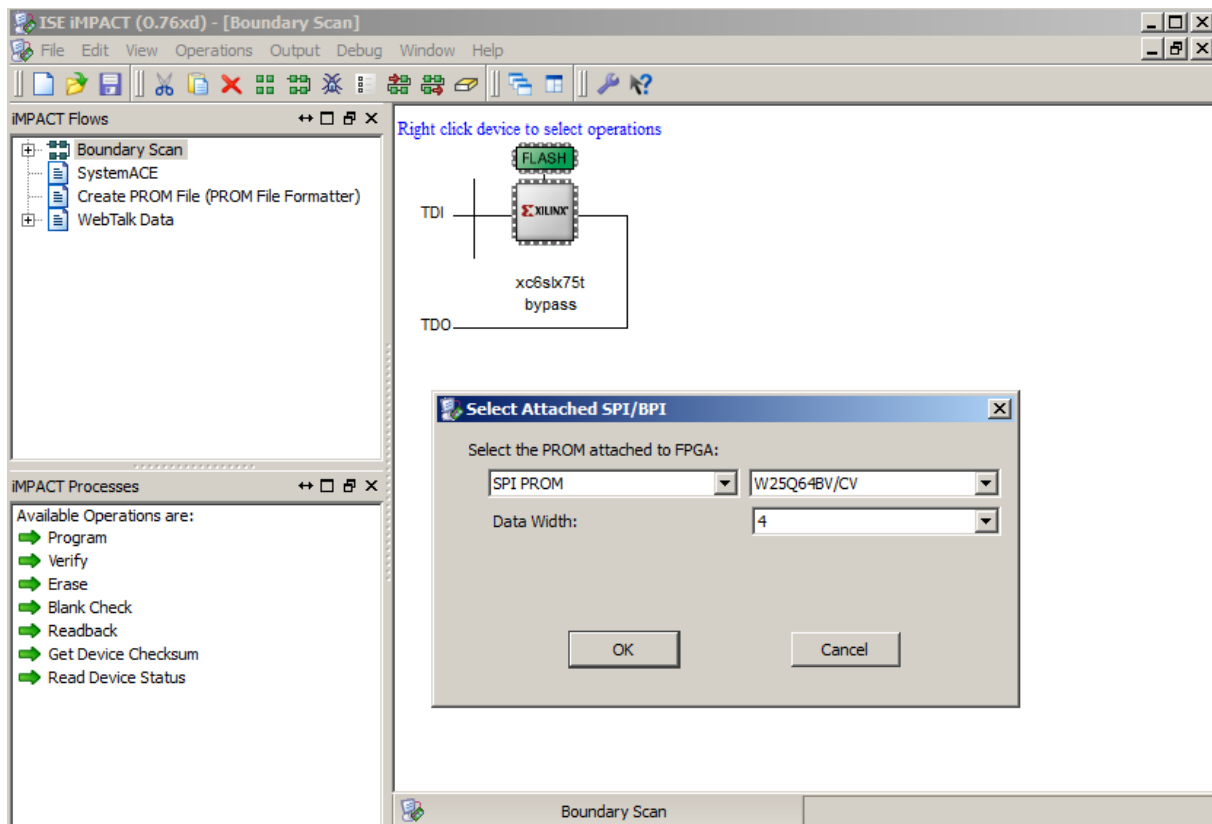 ISE iMPACT (0.76xd) - [Boundary Scan]
File Edit View Operations Output Debug Window Help
iMPACT Flows
Boundary Scan
SystemACE
Create PROM File (PROM File Formatter)
WebTalk Data
Right click device to select operations
FLASH
TDI
XILINX
xc6slx75t
bypass
TDO
Select Attached SPI/BPI
Select the PROM attached to FPGA:
SPI PROM W25Q64BV/CV
Data Width: 4
OK Cancel
iMPACT Processes
Available Operations are:
Program
Verify
Erase
Blank Check
Readback
Get Device Checksum
Read Device Status
Boundary Scan